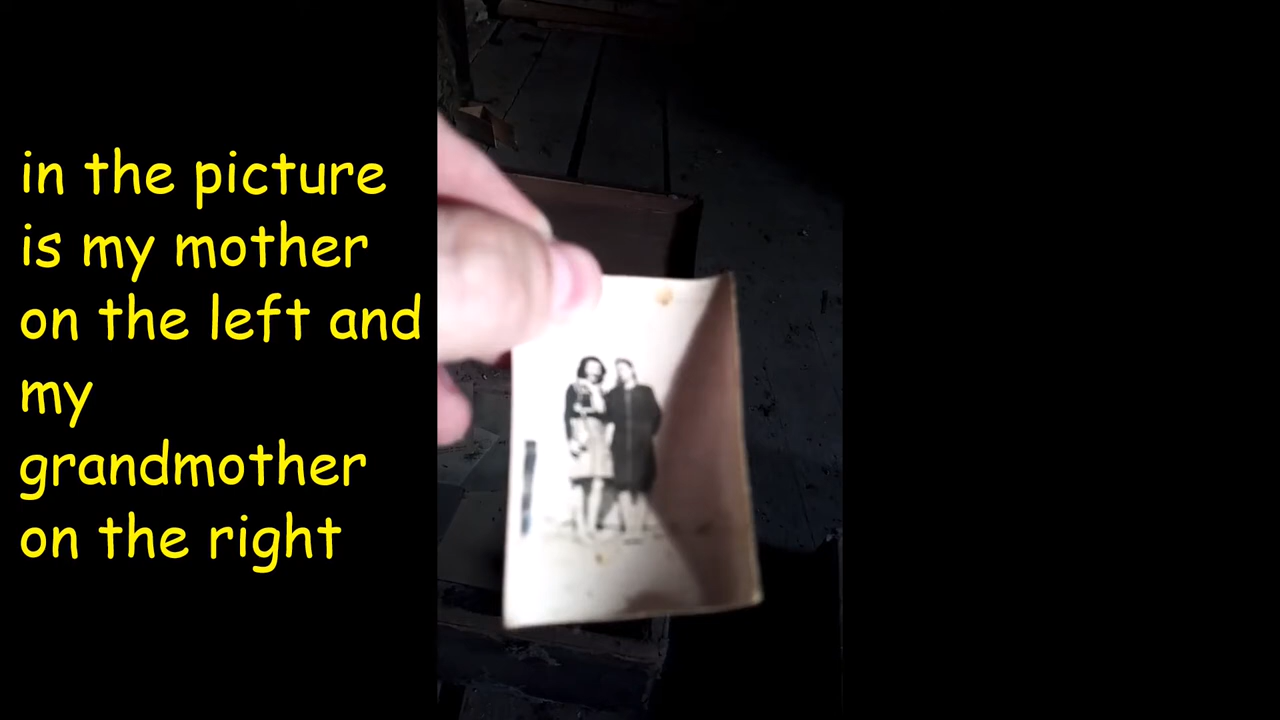 in the picture
is my mother
on the left and
my
grandmother
on the right